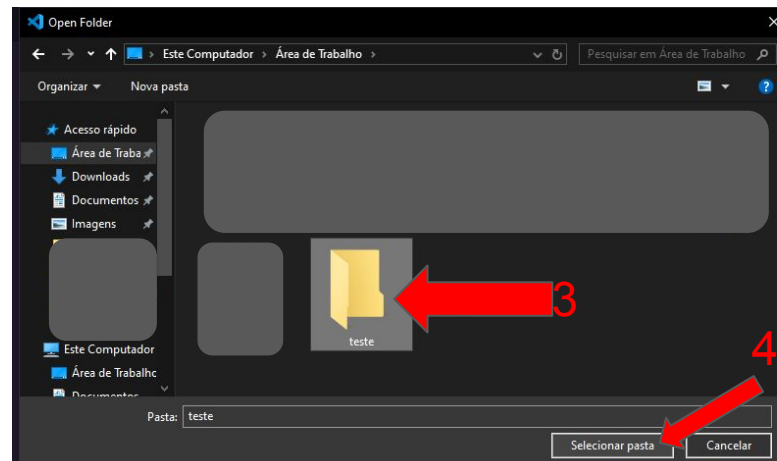 Open Folder
Este Computador > Área de Trabalho >
Pesquisar em Área de Trabalho
Organizar
Nova pasta
Acesso rápido
Área de Traba
Downloads
Documentos
Imagens
3
teste
Este Computador
4
Área de Trabalhc
Documentos
Pasta: teste
Selecionar pasta
Cancelar